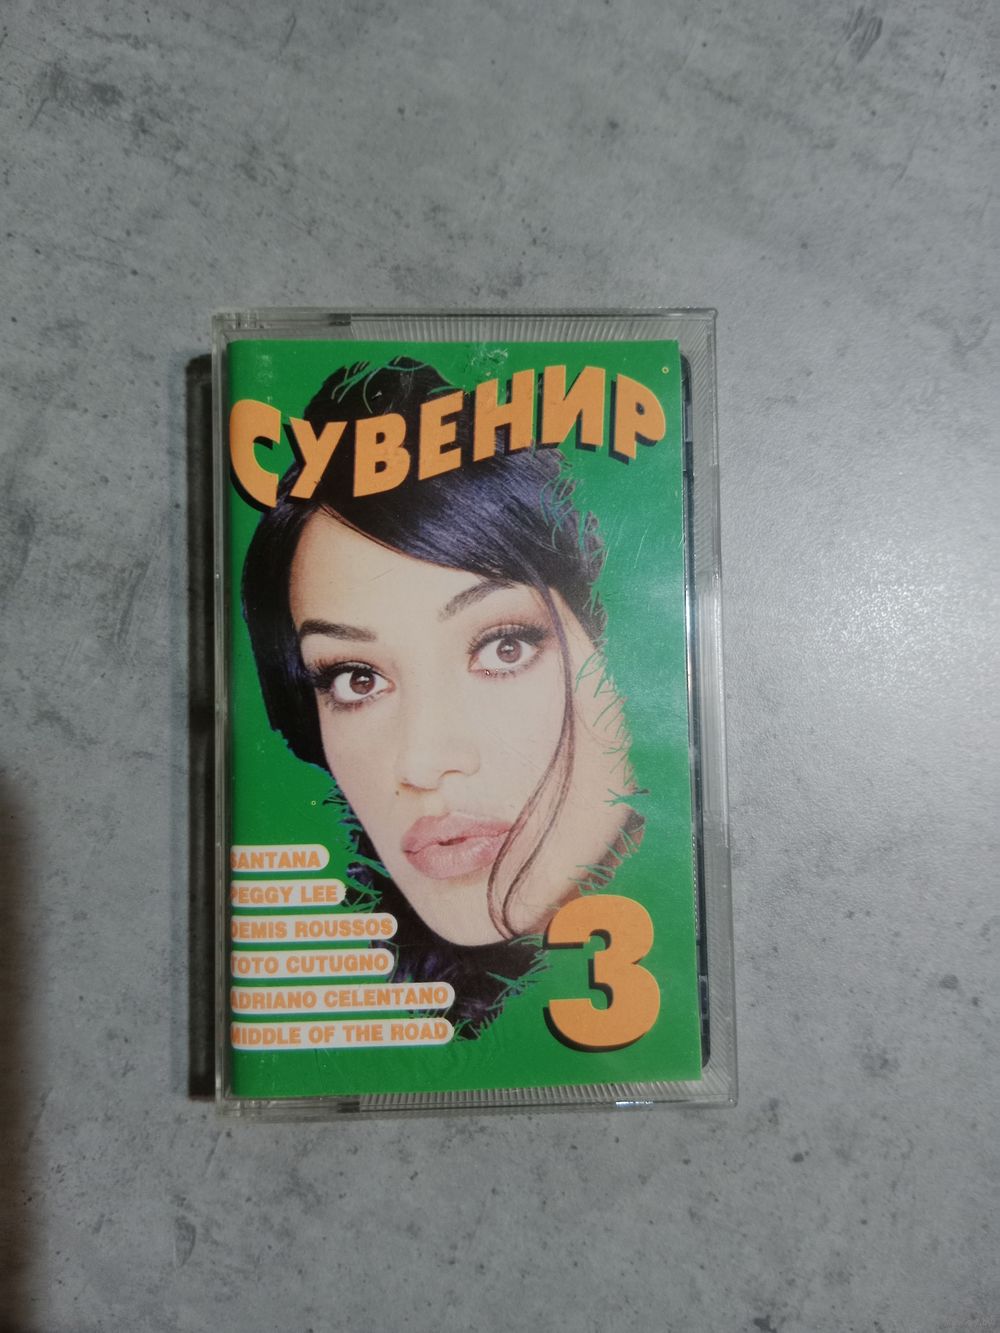 СУВЕНИР
SANTANA
PEGGY LEE
DEMIS ROUSSOS
TOTO CUTUGNO
ADRIANO CELENTANO
MIDDLE OF THE ROAD
3